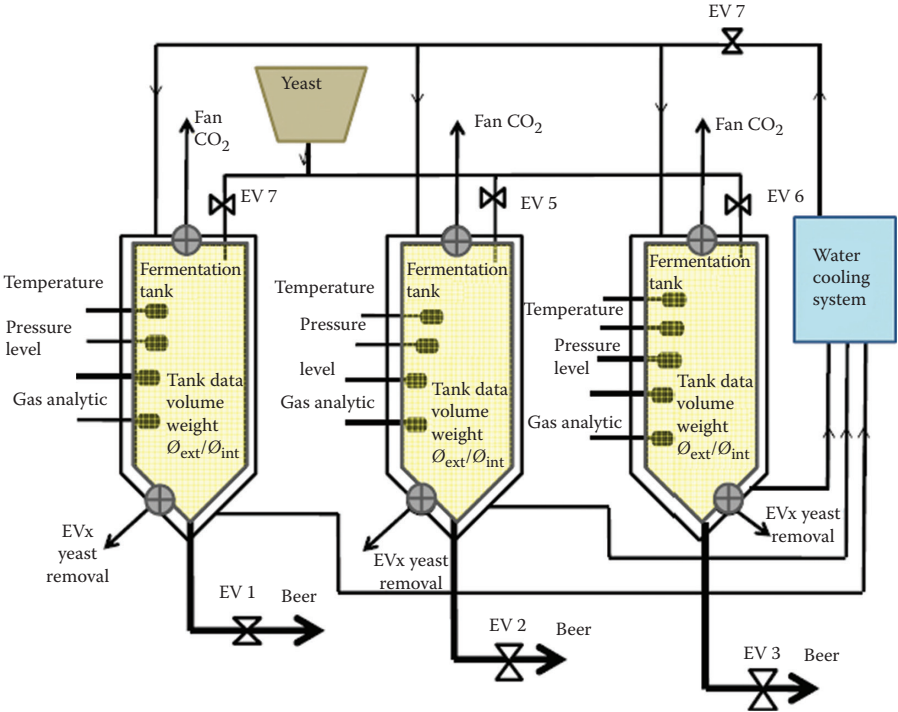 EV 7
Yeast
Fan
CO₂
Fan CO₂
Fan CO₂
EV 7
EV 5
EV 6
Water
cooling
system
Fermentation
tank
Temperature
Pressure
level
Gas analytic
Tank data
volume
weight
Øext/Øint
Fermentation
tank
Temperature
Pressure
level
Gas analytic
Tank data
volume
weight
Øext/Øint
Fermentation
tank
Temperature
Pressure
level
Gas analytic
Tank data
volume
weight
Øext/Øint
EVx
yeast
removal
EVx yeast
removal
EVx yeast
removal
EV 1
Beer
EV 2
Beer
EV 3
Beer